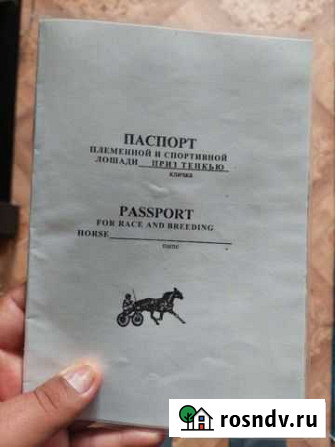 ПАСПОРТ
ПЛЕМЕННОЙ И СПОРТИВНОЙ
ЛОШАДИ ПРИЗ ТЕНКЬЮ
кличка
PASSPORT
FOR RACE AND BREEDING
HORSE
name
rosndv.ru